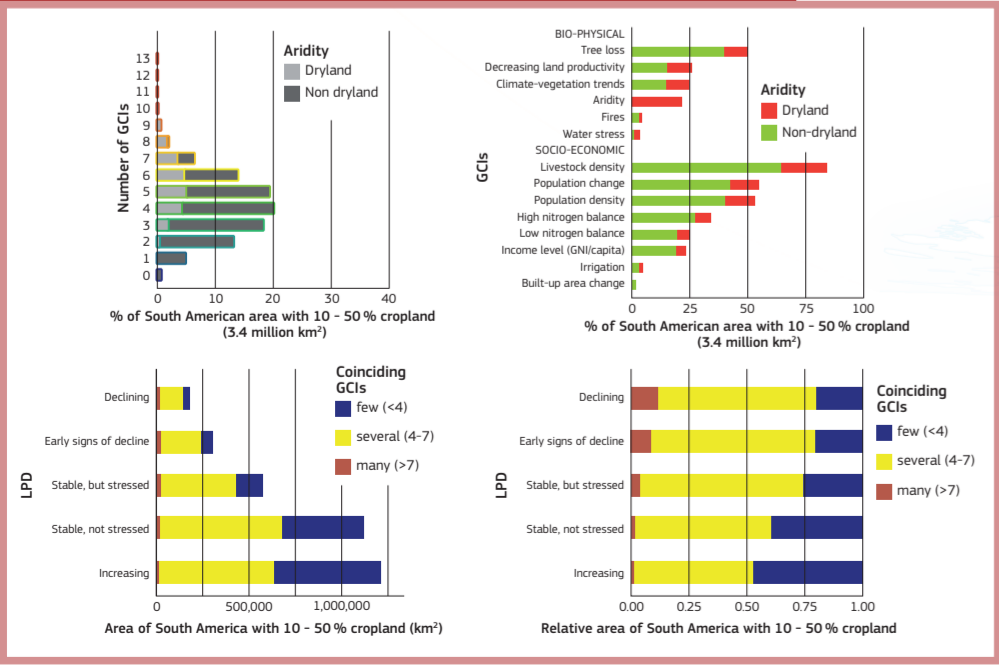 Number of GCIs
13
12
11
10
9
8
7
6
5
4
3
2
1
0
Aridity
Dryland
Non dryland
0 10 20 30 40
% of South American area with 10 - 50 % cropland
(3.4 million km²)
GCIs
BIO-PHYSICAL
Tree loss
Decreasing land productivity
Climate-vegetation trends
Aridity
Fires
Water stress
SOCIO-ECONOMIC
Livestock density
Population change
Population density
High nitrogen balance
Low nitrogen balance
Income level (GNI/capita)
Irrigation
Built-up area change
Aridity
Dryland
Non-dryland
0 25 50 75 100
% of South American area with 10 - 50 % cropland
(3.4 million km²)
LPD
Declining
Early signs of decline
Stable, but stressed
Stable, not stressed
Increasing
Coinciding
GCIs
few (<4)
several (4-7)
many (>7)
0 500,000 1,000,000
Area of South America with 10 - 50 % cropland (km²)
LPD
Declining
Early signs of decline
Stable, but stressed
Stable, not stressed
Increasing
Coinciding
GCIs
few (<4)
several (4-7)
many (>7)
0.00 0.25 0.50 0.75 1.00
Relative area of South America with 10 - 50 % cropland